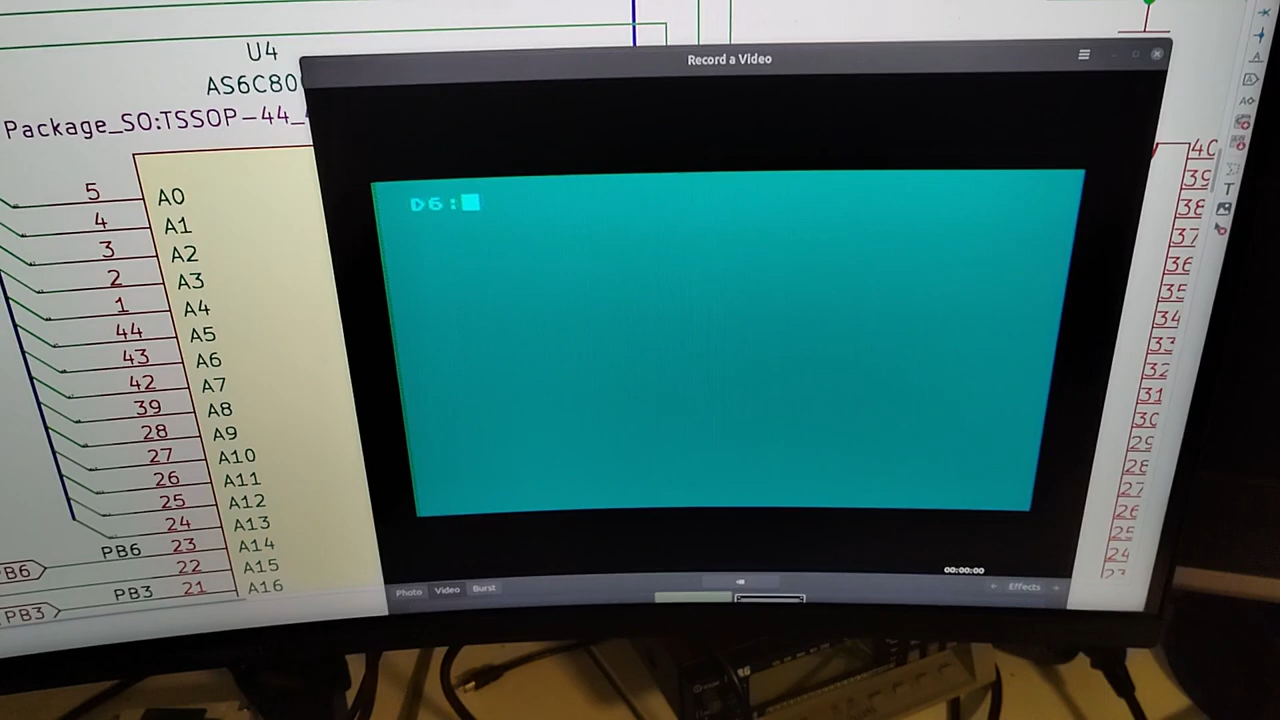 U4
AS6C80
Package_SO:TSSOP-44_
Record a Video
D6:
5 A0
4 A1
3 A2
2 A3
1 A4
44 A5
43 A6
42 A7
39 A8
28 A9
27 A10
26 A11
25 A12
24 A13
PB6 23 A14
22 A15
PB3 21 A16
B6
PB3
40
39
38
37
36
35
34
33
32
31
30
29
28
27
26
25
24
00:00:00
Photo Video Burst
Effects